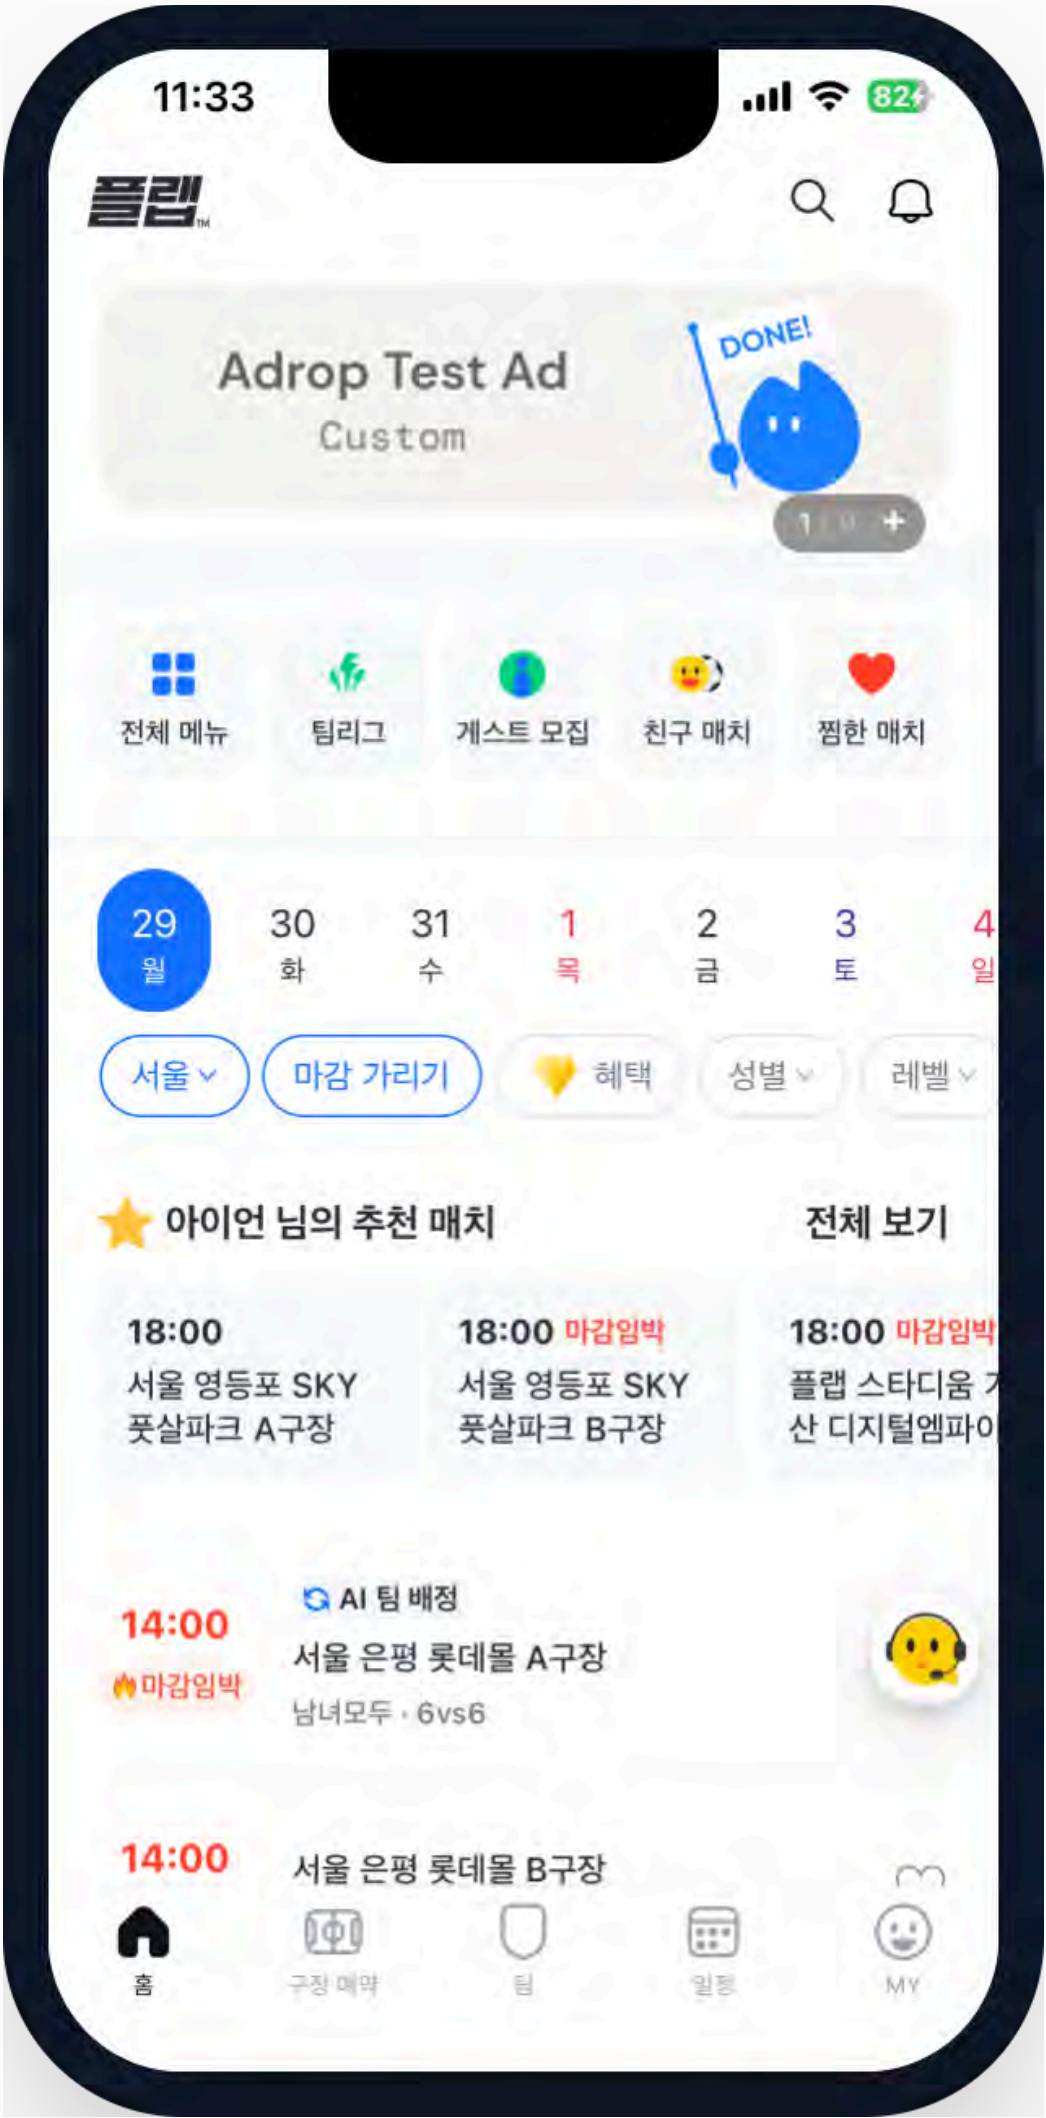 11:33
82
플랩 TM
Adrop Test Ad
Custom
DONE!
1
전체 메뉴 팀리그 게스트 모집 친구 매치 찜한 매치
29 30 31 1 2 3 4
월 화 수 목 금 토 일
서울 마감 가리기 혜택 성별 레벨
아이언 님의 추천 매치 전체 보기
18:00 18:00 마감임박 18:00 마감임박
서울 영등포 SKY 서울 영등포 SKY 플랩 스타디움
풋살파크 A구장 풋살파크 B구장 산 디지털엠파이
AI 팀 배정
14:00
서울 은평 롯데몰 A구장
마감임박
남녀모두 · 6vs6
14:00 서울 은평 롯데몰 B구장
홈 구장 예약 팀 일정 MY